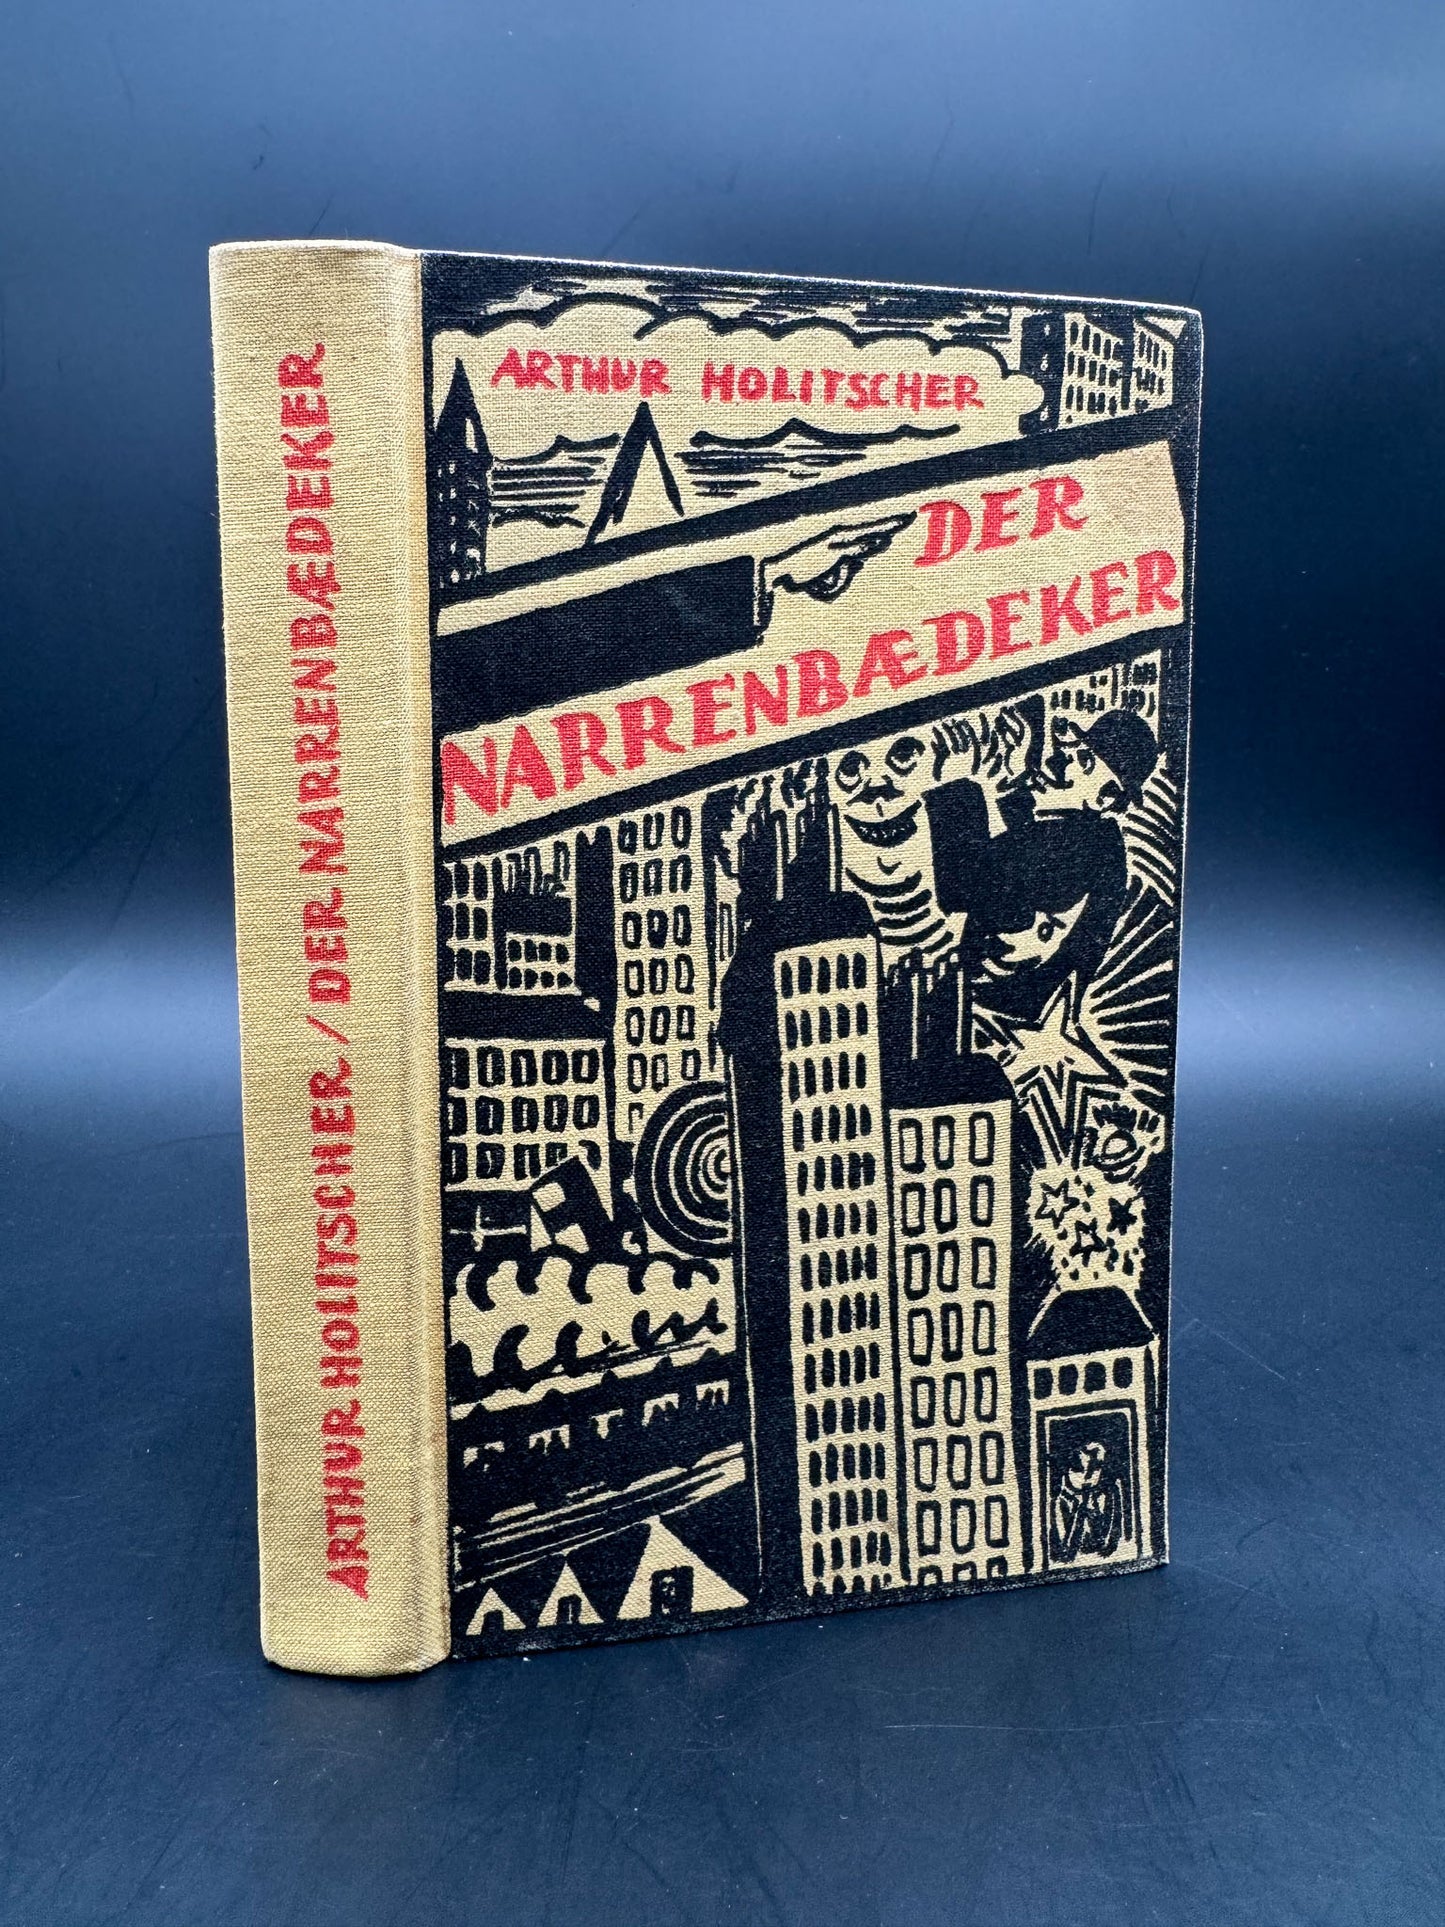 ARTHUR HOLITSCHER / DER NARRENBÆDEKER
ARTHUR HOLITSCHER
DER
NARRENBÆDEKER